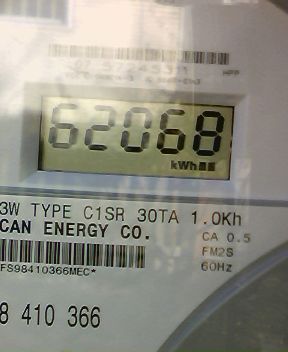 62068
kWh
3W TYPE C1SR 30TA 1.0Kh
CAN ENERGY CO.
CA 0.5
FM2S
60Hz
FS98410366MEC*
8 410 366